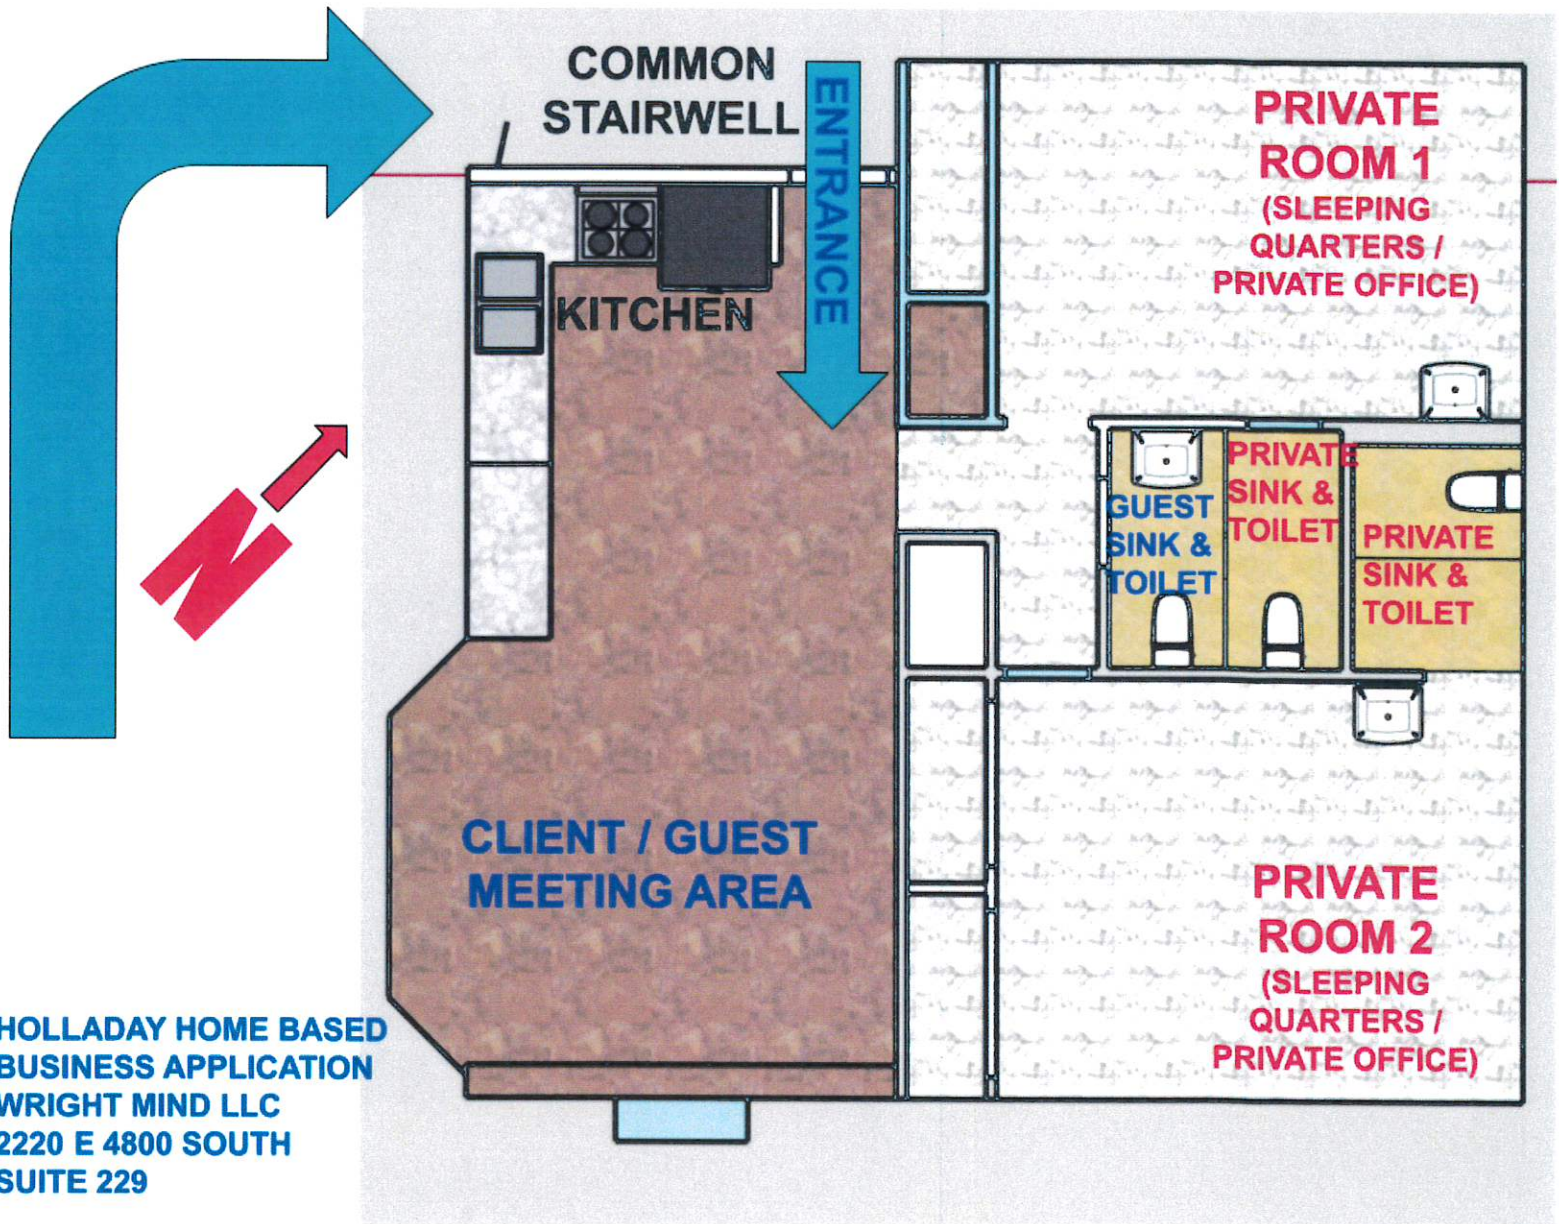 COMMON
STAIRWELL
ENTRANCE
KITCHEN
PRIVATE
ROOM 1
(SLEEPING
QUARTERS /
PRIVATE OFFICE)
GUEST
SINK &
TOILET
PRIVATE
SINK &
TOILET
PRIVATE
SINK &
TOILET
N
CLIENT / GUEST
MEETING AREA
PRIVATE
ROOM 2
(SLEEPING
QUARTERS /
PRIVATE OFFICE)
HOLLADAY HOME BASED
BUSINESS APPLICATION
WRIGHT MIND LLC
2220 E 4800 SOUTH
SUITE 229